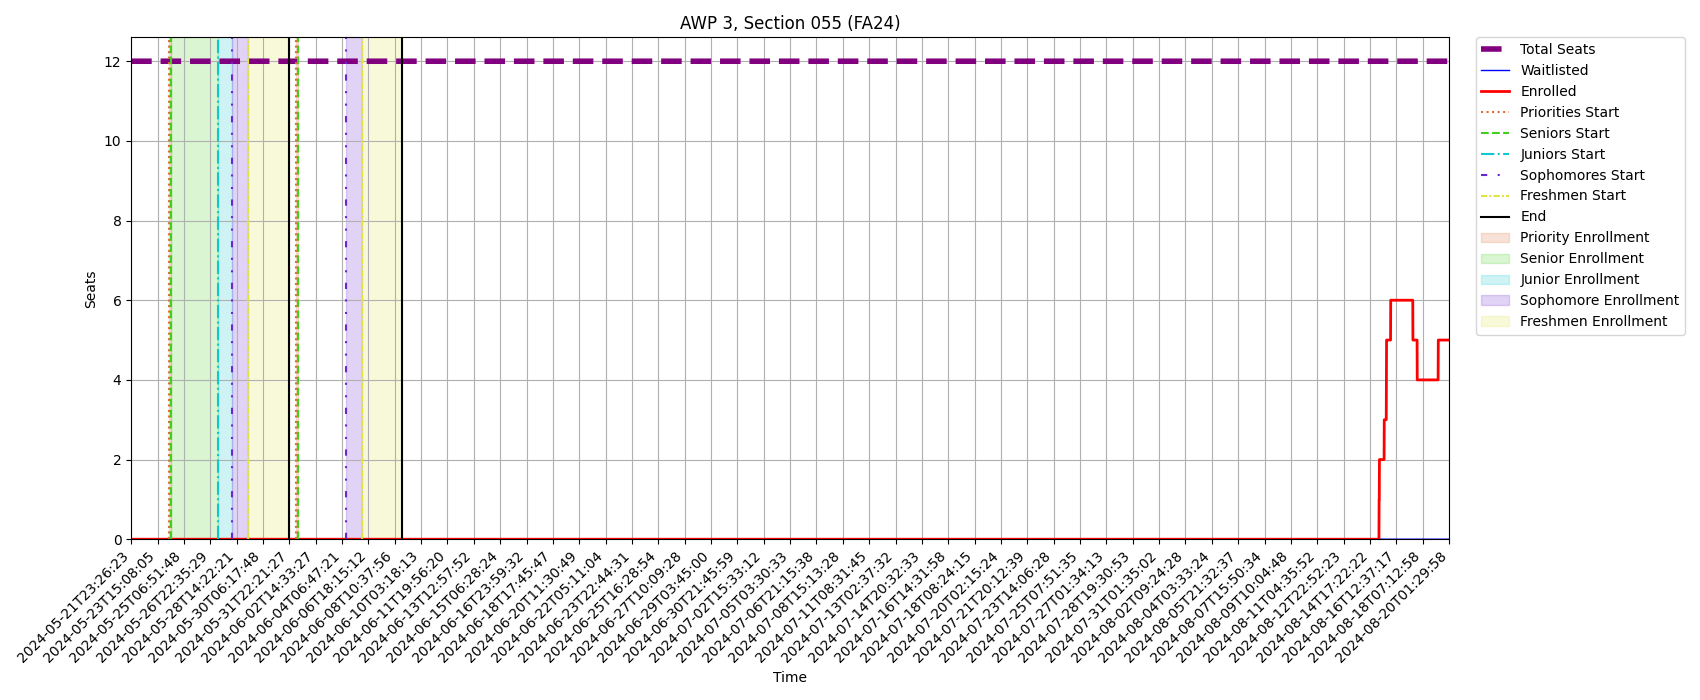 AWP 3, Section 055 (FA24)
Total Seats
Waitlisted
Enrolled
Priorities Start
Seniors Start
Juniors Start
Sophomores Start
Freshmen Start
End
Priority Enrollment
Senior Enrollment
Junior Enrollment
Sophomore Enrollment
Freshmen Enrollment
Seats
12
10
8
6
4
2
0
2024-05-21T23:26:23
2024-05-23T15:08:05
2024-05-25T06:51:48
2024-05-26T22:35:29
2024-05-28T14:22:21
2024-05-30T06:17:48
2024-05-31T22:21:27
2024-06-02T14:33:27
2024-06-04T06:47:21
2024-06-06T18:15:12
2024-06-08T10:37:56
2024-06-10T03:18:13
2024-06-11T19:56:20
2024-06-13T12:57:52
2024-06-15T06:28:24
2024-06-16T23:59:32
2024-06-18T17:45:47
2024-06-20T11:30:49
2024-06-22T05:11:04
2024-06-23T22:44:31
2024-06-25T16:28:54
2024-06-27T10:09:28
2024-06-29T03:45:00
2024-06-30T21:45:59
2024-07-02T15:33:12
2024-07-05T03:30:33
2024-07-06T21:15:38
2024-07-08T15:13:28
2024-07-11T08:31:45
2024-07-13T02:37:32
2024-07-14T20:32:33
2024-07-16T14:31:58
2024-07-18T08:24:15
2024-07-20T02:15:24
2024-07-21T20:12:39
2024-07-23T14:06:28
2024-07-25T07:51:35
2024-07-27T01:34:13
2024-07-28T19:30:53
2024-07-31T01:35:02
2024-08-02T09:24:28
2024-08-04T03:33:24
2024-08-05T21:32:37
2024-08-07T15:50:34
2024-08-09T10:04:48
2024-08-11T04:35:52
2024-08-12T22:52:23
2024-08-14T17:22:22
2024-08-16T12:37:17
2024-08-18T07:12:58
2024-08-20T01:29:58
Time